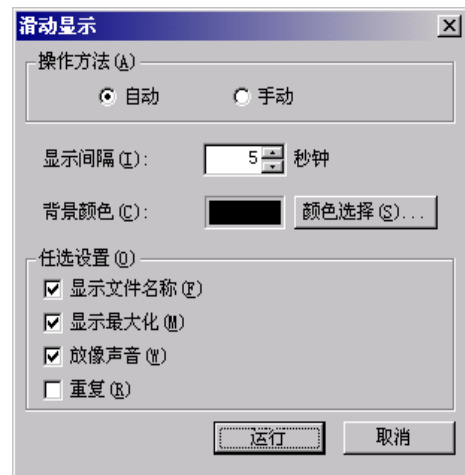 滑动显示
操作方法(A)
自动 手动
显示间隔(I): 5 秒钟
背景颜色(C): 颜色选择(S)...
任选设置(O)
显示文件名称(F)
显示最大化(M)
放像声音(W)
重复(R)
运行 取消